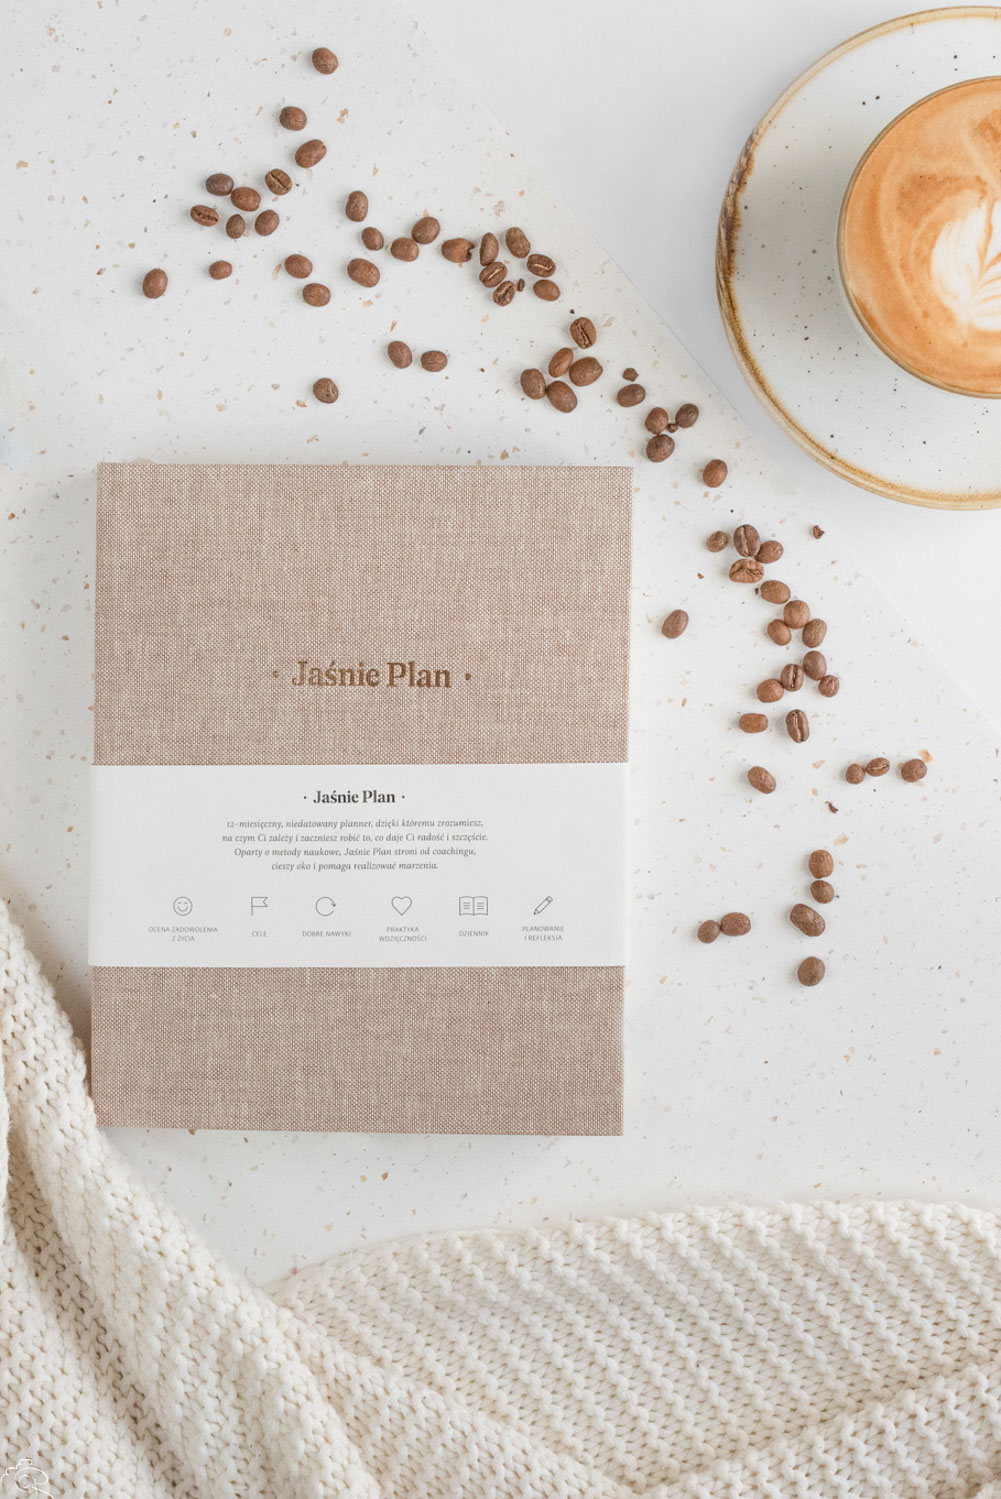 · Jaśnie Plan ·
· Jaśnie Plan ·
12-miesięczny, niedatowany planner, dzięki któremu zrozumiesz,
na czym Ci zależy i zaczniesz robić to, co daje Ci radość i szczęście.
Oparty o metody naukowe, Jaśnie Plan stroni od coachingu,
cieszy oko i pomaga realizować marzenia.
OCENA ZADOWOLENIA
Z ŻYCIA
CELE
DOBRE NAWYKI
PRAKTYKA
WDZIĘCZNOŚCI
DZIENNIK
PLANOWANIE
I REFLEKSJA